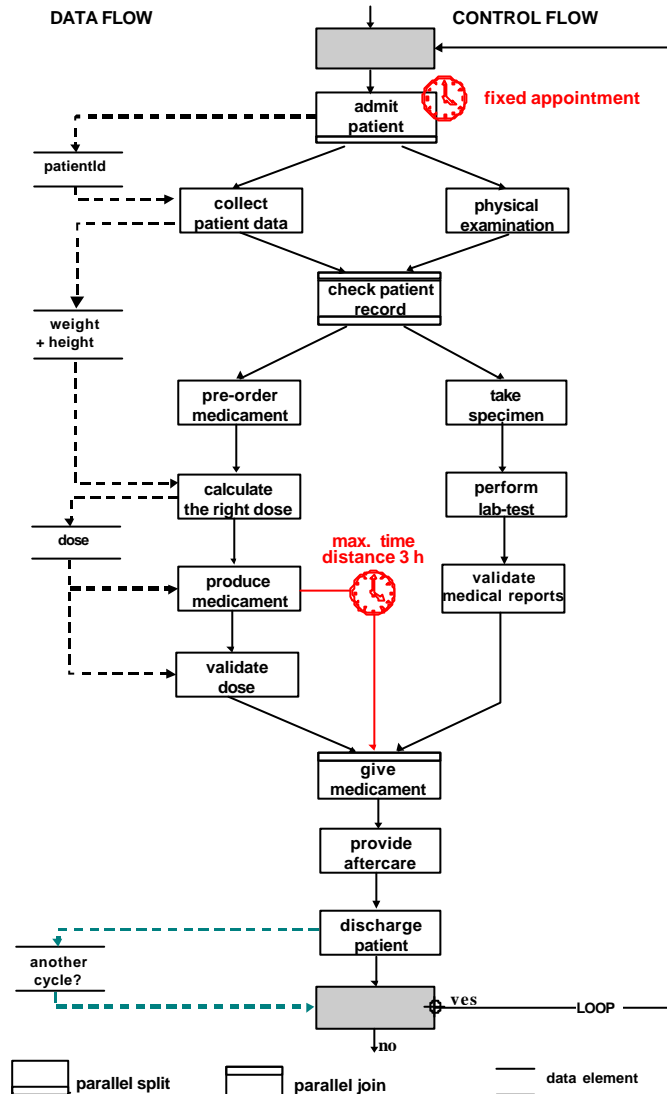 DATA FLOW
CONTROL FLOW
admit
patient
fixed appointment
patientId
collect
patient data
physical
examination
check patient
record
weight
+ height
pre-order
medicament
take
specimen
calculate
the right dose
perform
lab-test
dose
max. time
distance 3 h
produce
medicament
validate
medical reports
validate
dose
give
medicament
provide
aftercare
discharge
patient
another
cycle?
yes
LOOP
no
parallel split
parallel join
data element